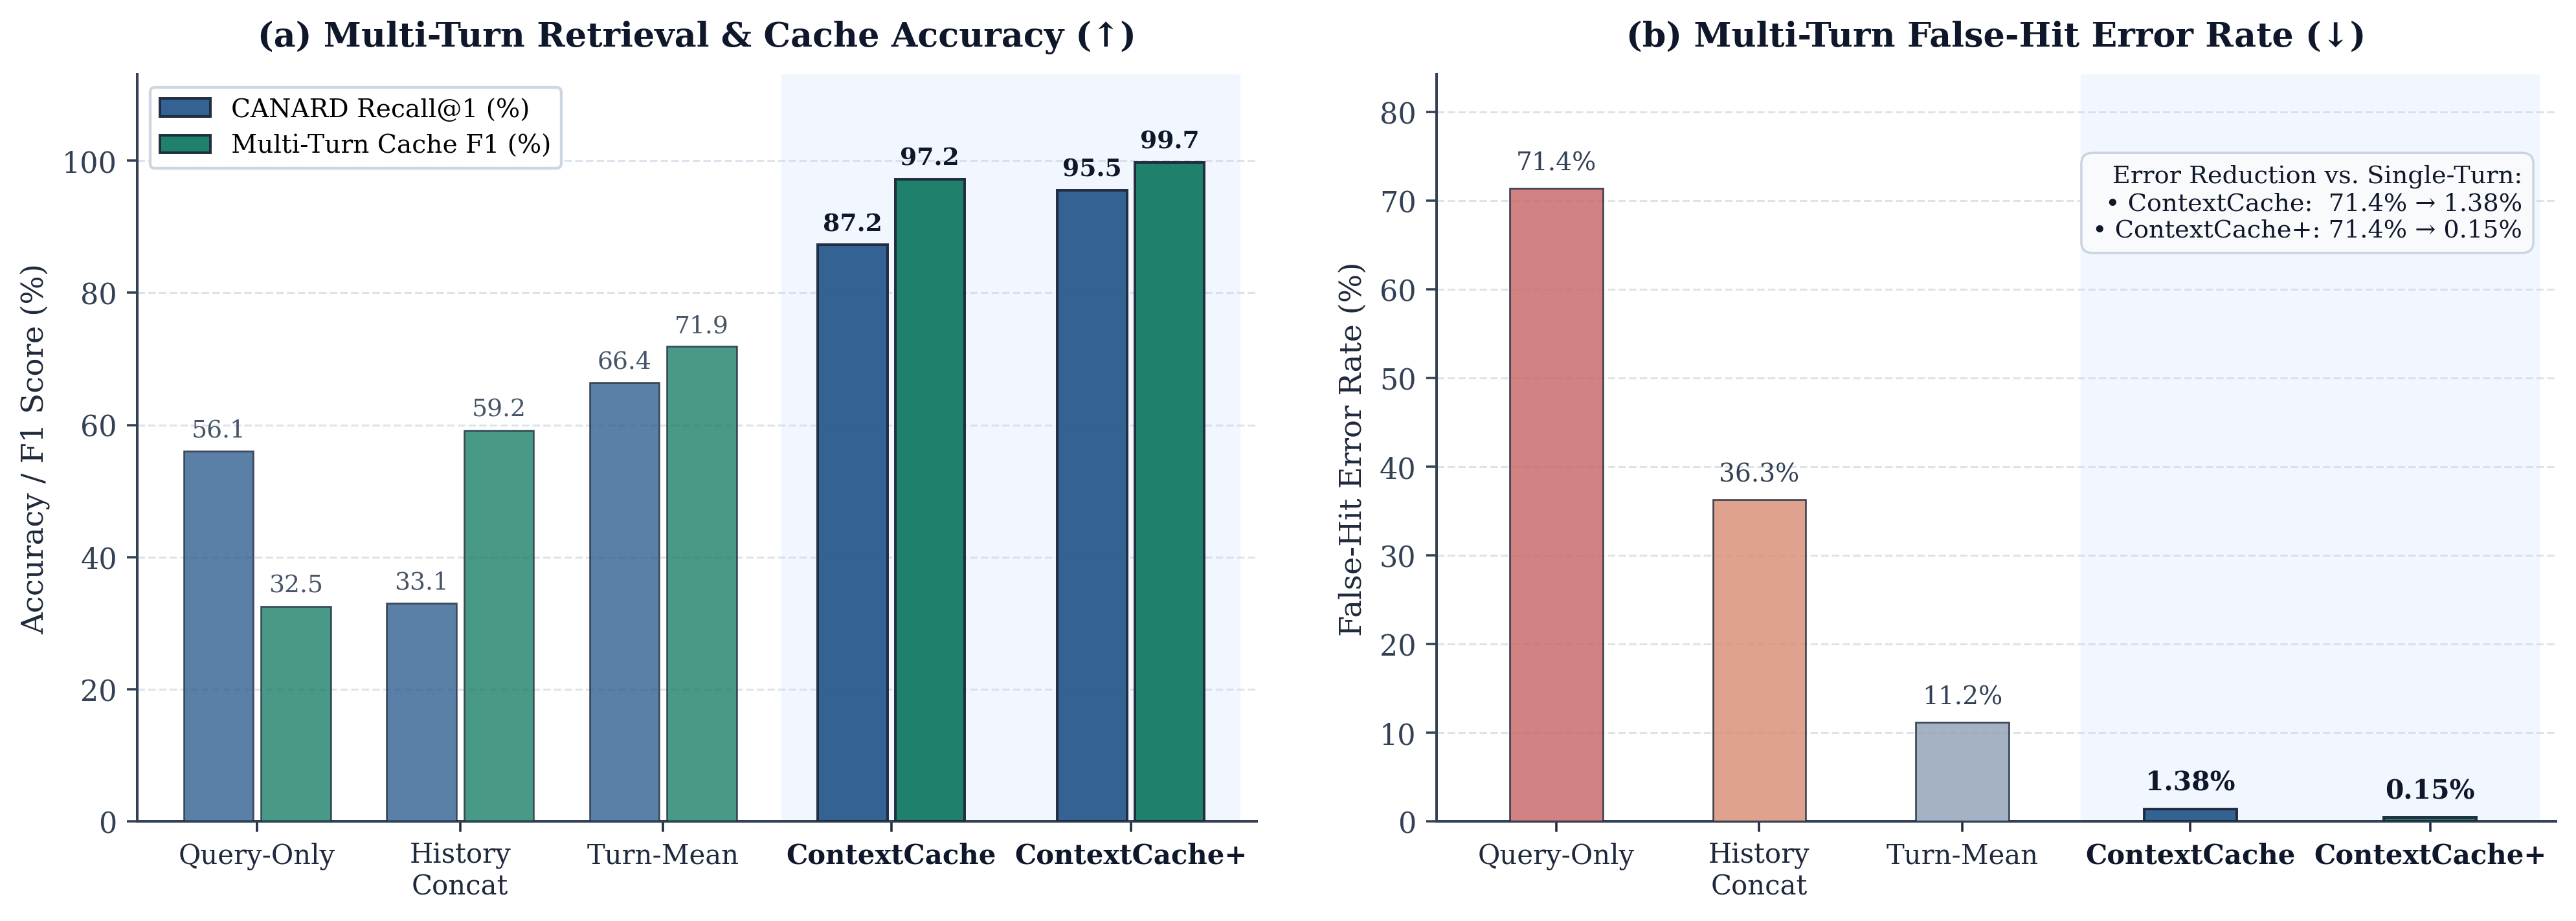 (a) Multi-Turn Retrieval & Cache Accuracy (↑)
CANARD Recall@1 (%)
Multi-Turn Cache F1 (%)
Accuracy / F1 Score (%)
100
80
60
40
20
0
56.1
32.5
33.1
59.2
66.4
71.9
87.2
97.2
95.5
99.7
Query-Only
History
Concat
Turn-Mean
ContextCache
ContextCache+
(b) Multi-Turn False-Hit Error Rate (↓)
False-Hit Error Rate (%)
80
70
60
50
40
30
20
10
0
71.4%
36.3%
11.2%
1.38%
0.15%
Error Reduction vs. Single-Turn:
• ContextCache: 71.4% → 1.38%
• ContextCache+: 71.4% → 0.15%
Query-Only
History
Concat
Turn-Mean
ContextCache
ContextCache+